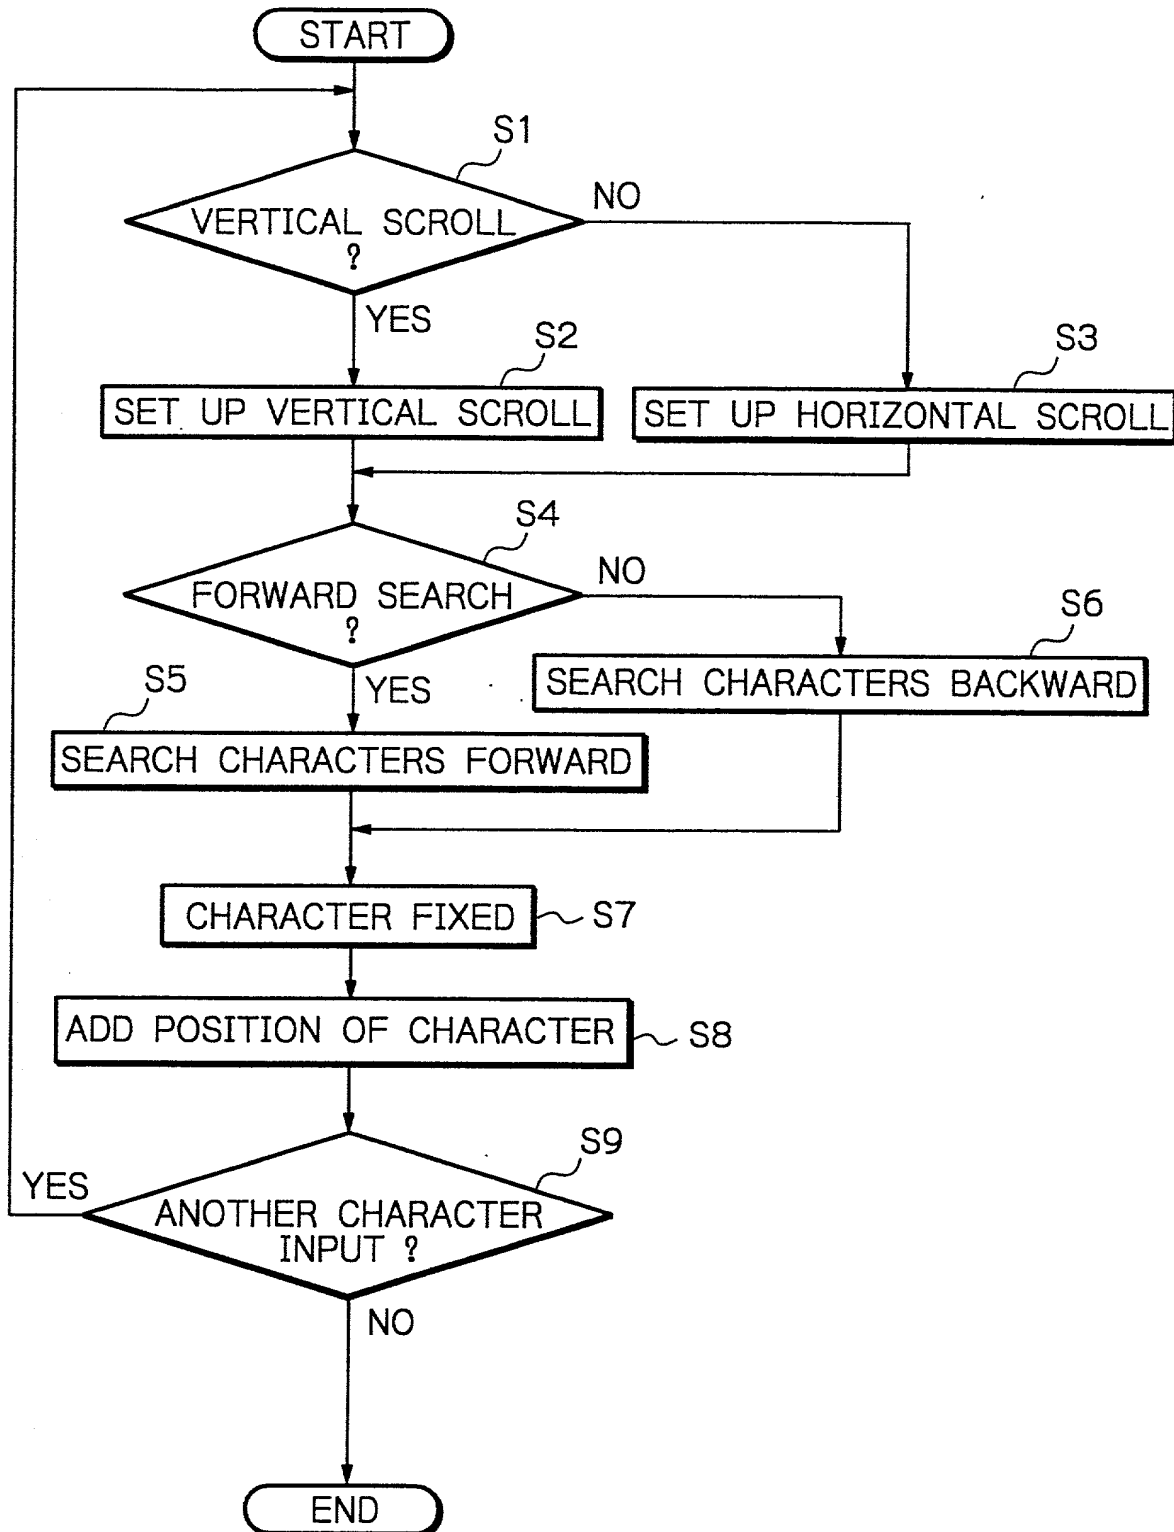 START
S1
NO
VERTICAL SCROLL
?
YES
S2
S3
SET UP VERTICAL SCROLL
SET UP HORIZONTAL SCROLL
S4
NO
FORWARD SEARCH
?
S6
YES
S5
SEARCH CHARACTERS BACKWARD
SEARCH CHARACTERS FORWARD
CHARACTER FIXED
S7
ADD POSITION OF CHARACTER
S8
S9
YES
ANOTHER CHARACTER
INPUT ?
NO
END